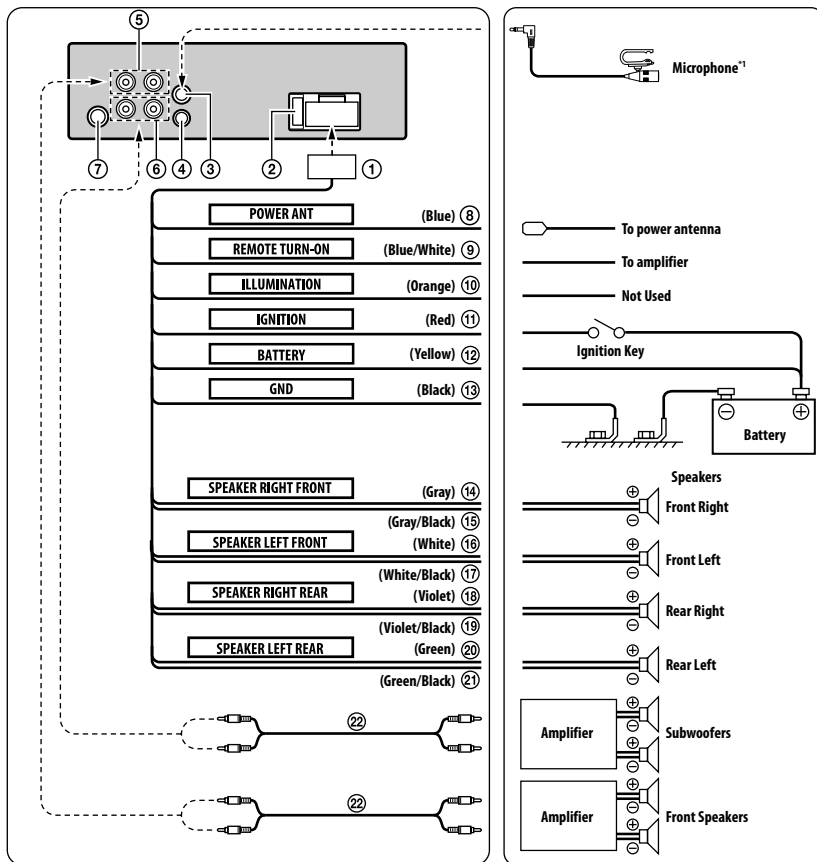 ⑤
Microphone*1
⑦ ⑥ ④ ③ ② ①
POWER ANT (Blue) ⑧ To power antenna
REMOTE TURN-ON (Blue/White) ⑨ To amplifier
ILLUMINATION (Orange) ⑩ Not Used
IGNITION (Red) ⑪ Ignition Key
BATTERY (Yellow) ⑫
GND (Black) ⑬
⊖ ⊕
Battery
Speakers
SPEAKER RIGHT FRONT (Gray) ⑭ ⊕ Front Right
(Gray/Black) ⑮ ⊖
SPEAKER LEFT FRONT (White) ⑯ ⊕ Front Left
(White/Black) ⑰ ⊖
SPEAKER RIGHT REAR (Violet) ⑱ ⊕ Rear Right
(Violet/Black) ⑲ ⊖
SPEAKER LEFT REAR (Green) ⑳ ⊕ Rear Left
(Green/Black) ㉑ ⊖
㉒ Amplifier ⊕ ⊖ Subwoofers
㉒ Amplifier ⊕ ⊖ Front Speakers